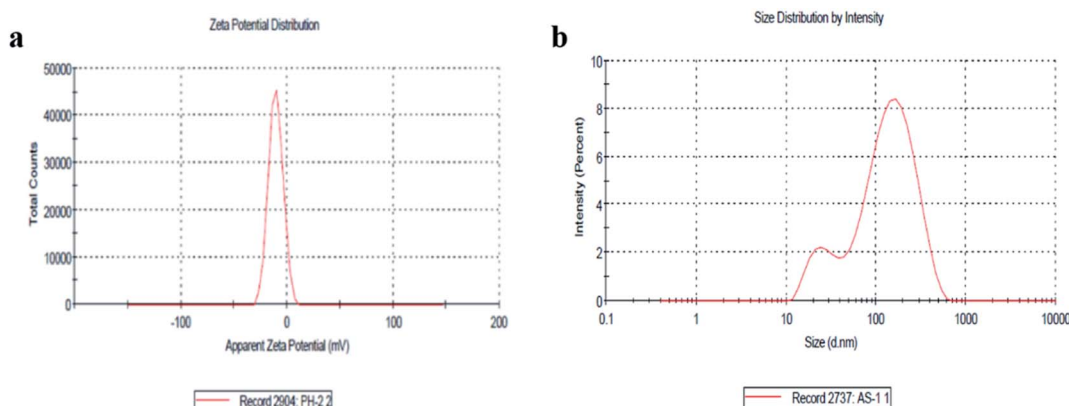 a
Zeta Potential Distribution
Total Counts
50000
40000
30000
20000
10000
0
-100
0
100
200
Apparent Zeta Potential (mV)
Record 2904: PH-2 2
b
Size Distribution by Intensity
Intensity (Percent)
10
8
6
4
2
0
0.1
1
10
100
1000
10000
Size (d.nm)
Record 2737: AS-1 1